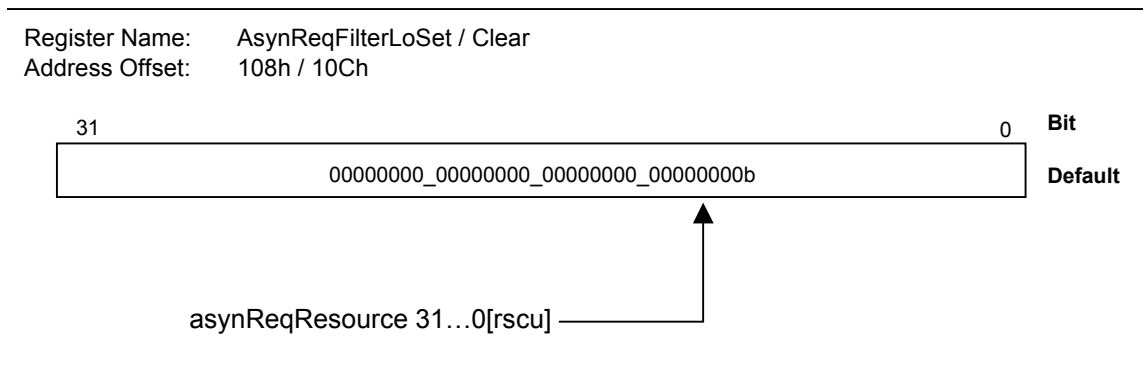 Register Name: AsynReqFilterLoSet / Clear
Address Offset: 108h / 10Ch
31 0 Bit
00000000_00000000_00000000_00000000b Default
asynReqResource 31…0[rscu]